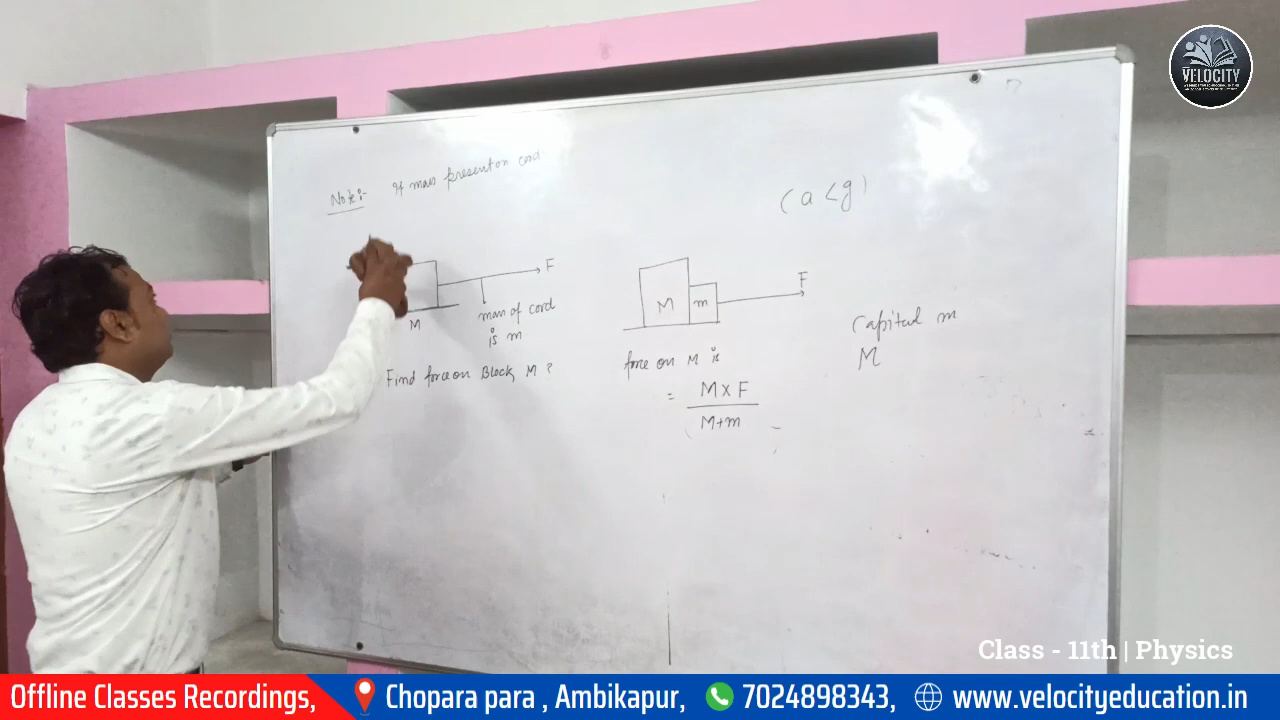 Note:- If mass present on cord
(a < g)
F
M
mass of cord
is m
Find force on Block M ?
F
M
m
force on M is
= M x F
M+m
Capital m
M
VELOCITY
Class - 11th | Physics
Offline Classes Recordings, Chopara para , Ambikapur, 7024898343, www.velocityeducation.in